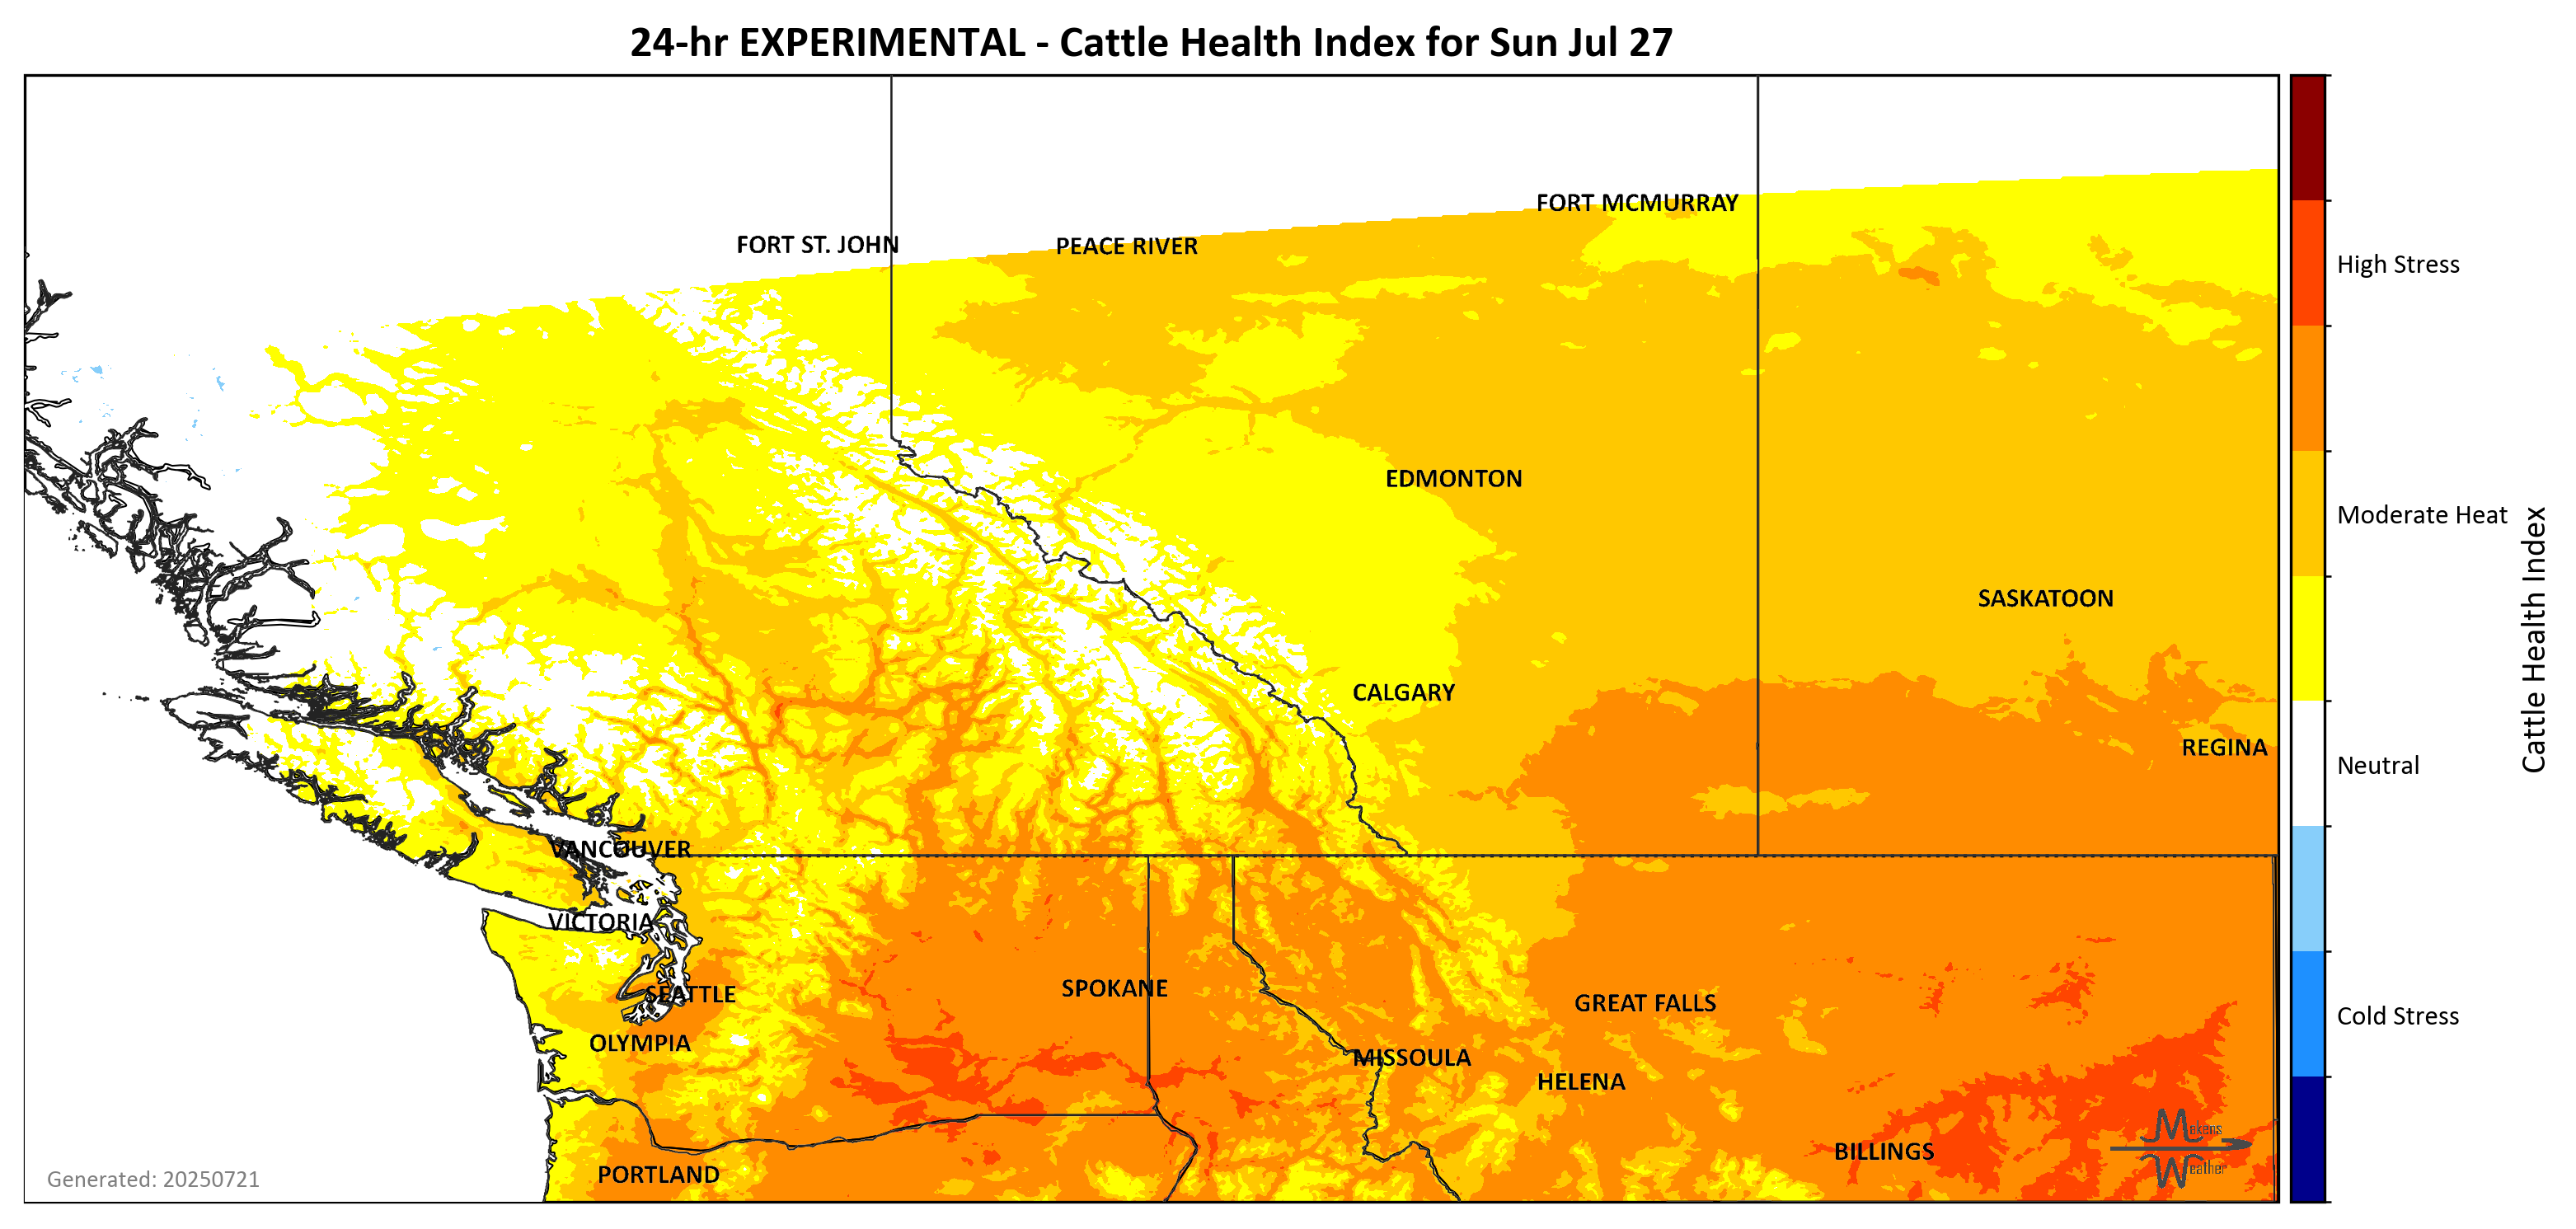 24-hr EXPERIMENTAL - Cattle Health Index for Sun Jul 27
FORT MCMURRAY
FORT ST. JOHN
PEACE RIVER
High Stress
EDMONTON
Moderate Heat
SASKATOON
CALGARY
REGINA
Neutral
Cattle Health Index
VANCOUVER
VICTORIA
SPOKANE
SEATTLE
GREAT FALLS
Cold Stress
OLYMPIA
MISSOULA
HELENA
Makens
Weather
BILLINGS
PORTLAND
Generated: 20250721